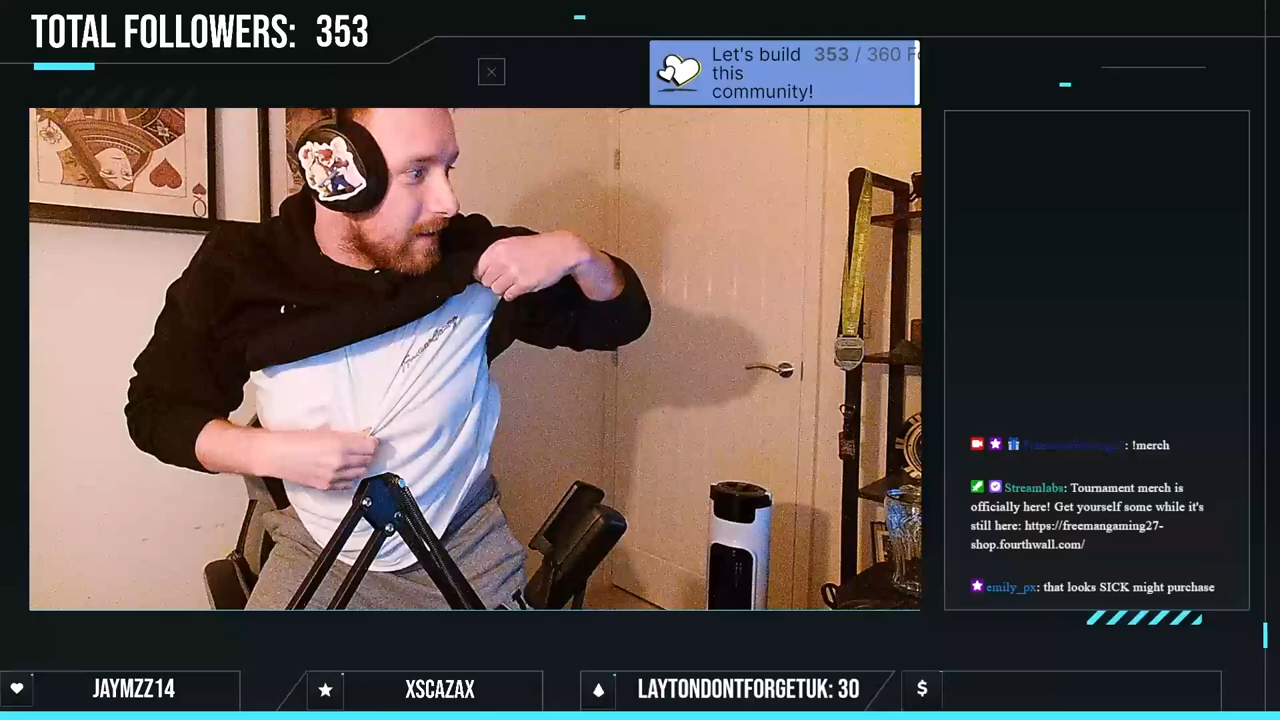 TOTAL FOLLOWERS: 353
Let's build 353 / 360 Fo
this
community!
Q
: !merch
Streamlabs: Tournament merch is
officially here! Get yourself some while it's
still here: https://freemangaming27-
shop.fourthwall.com/
emily_px: that looks SICK might purchase
JAYMZZ14
XSCAZAX
LAYTONDONTFORGETUK: 30
$